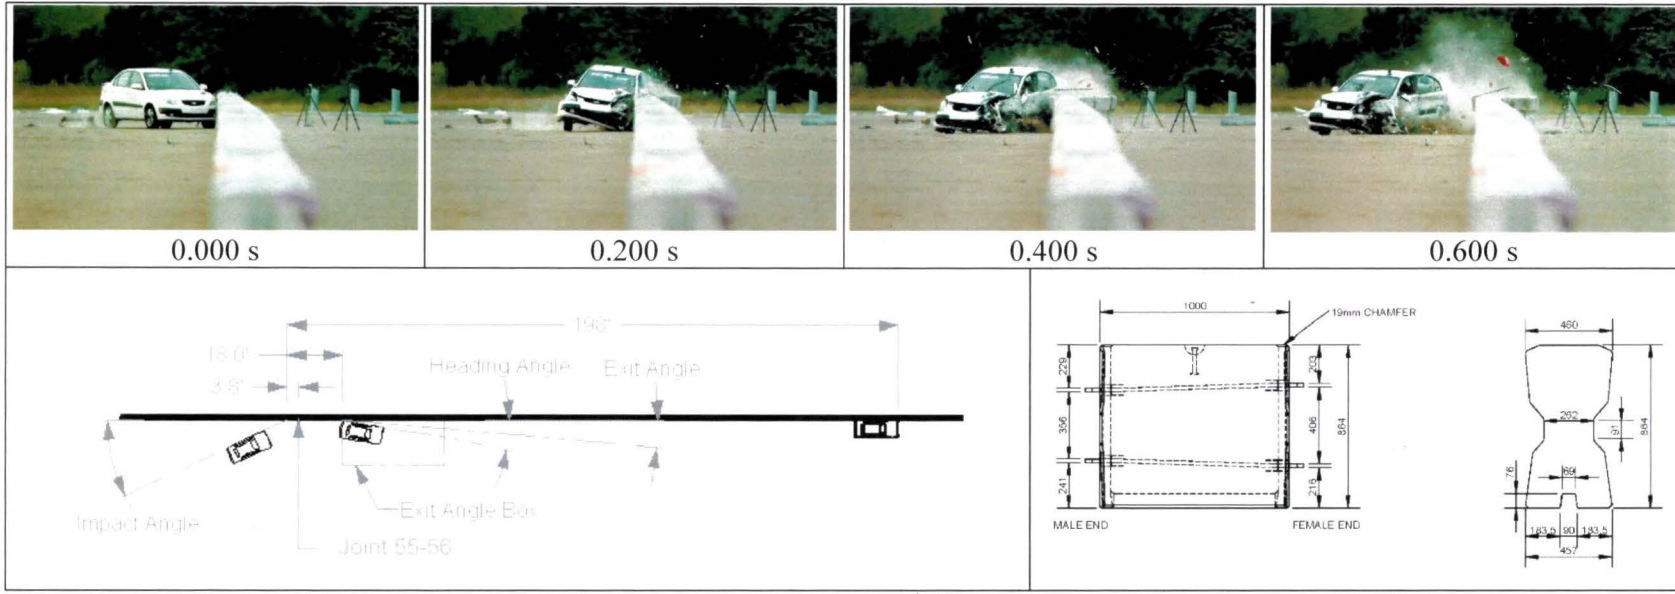 0.000 s
0.200 s
0.400 s
0.600 s
198'
18.0'
3.8'
Heading Angle
Exit Angle
Impact Angle
Exit Angle Box
Joint 55-56
1000
19mm CHAMFER
460
229
203
356
406
864
262
91
864
241
216
76
69
MALE END
FEMALE END
183.5 90 183.5
457